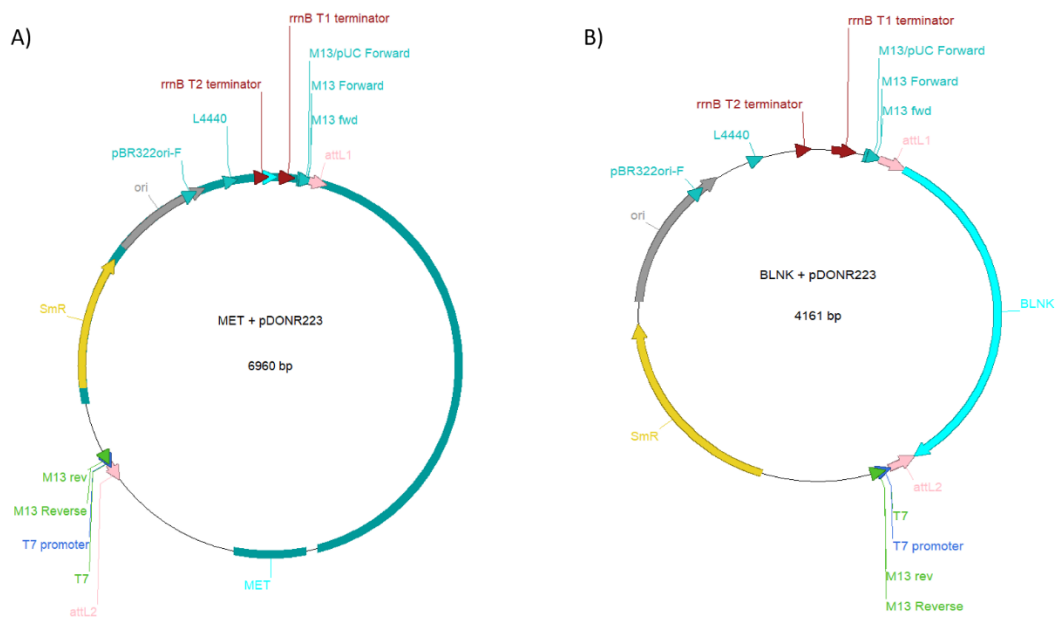 A)
rrnB T1 terminator
M13/pUC Forward
rrnB T2 terminator
M13 Forward
L4440
M13 fwd
pBR322ori-F
attL1
ori
SmR
MET + pDONR223
6960 bp
M13 rev
M13 Reverse
T7 promoter
T7
attL2
MET
B)
rrnB T1 terminator
M13/pUC Forward
rrnB T2 terminator
M13 Forward
L4440
M13 fwd
attL1
pBR322ori-F
ori
BLNK + pDONR223
4161 bp
BLNK
SmR
attL2
T7
T7 promoter
M13 rev
M13 Reverse